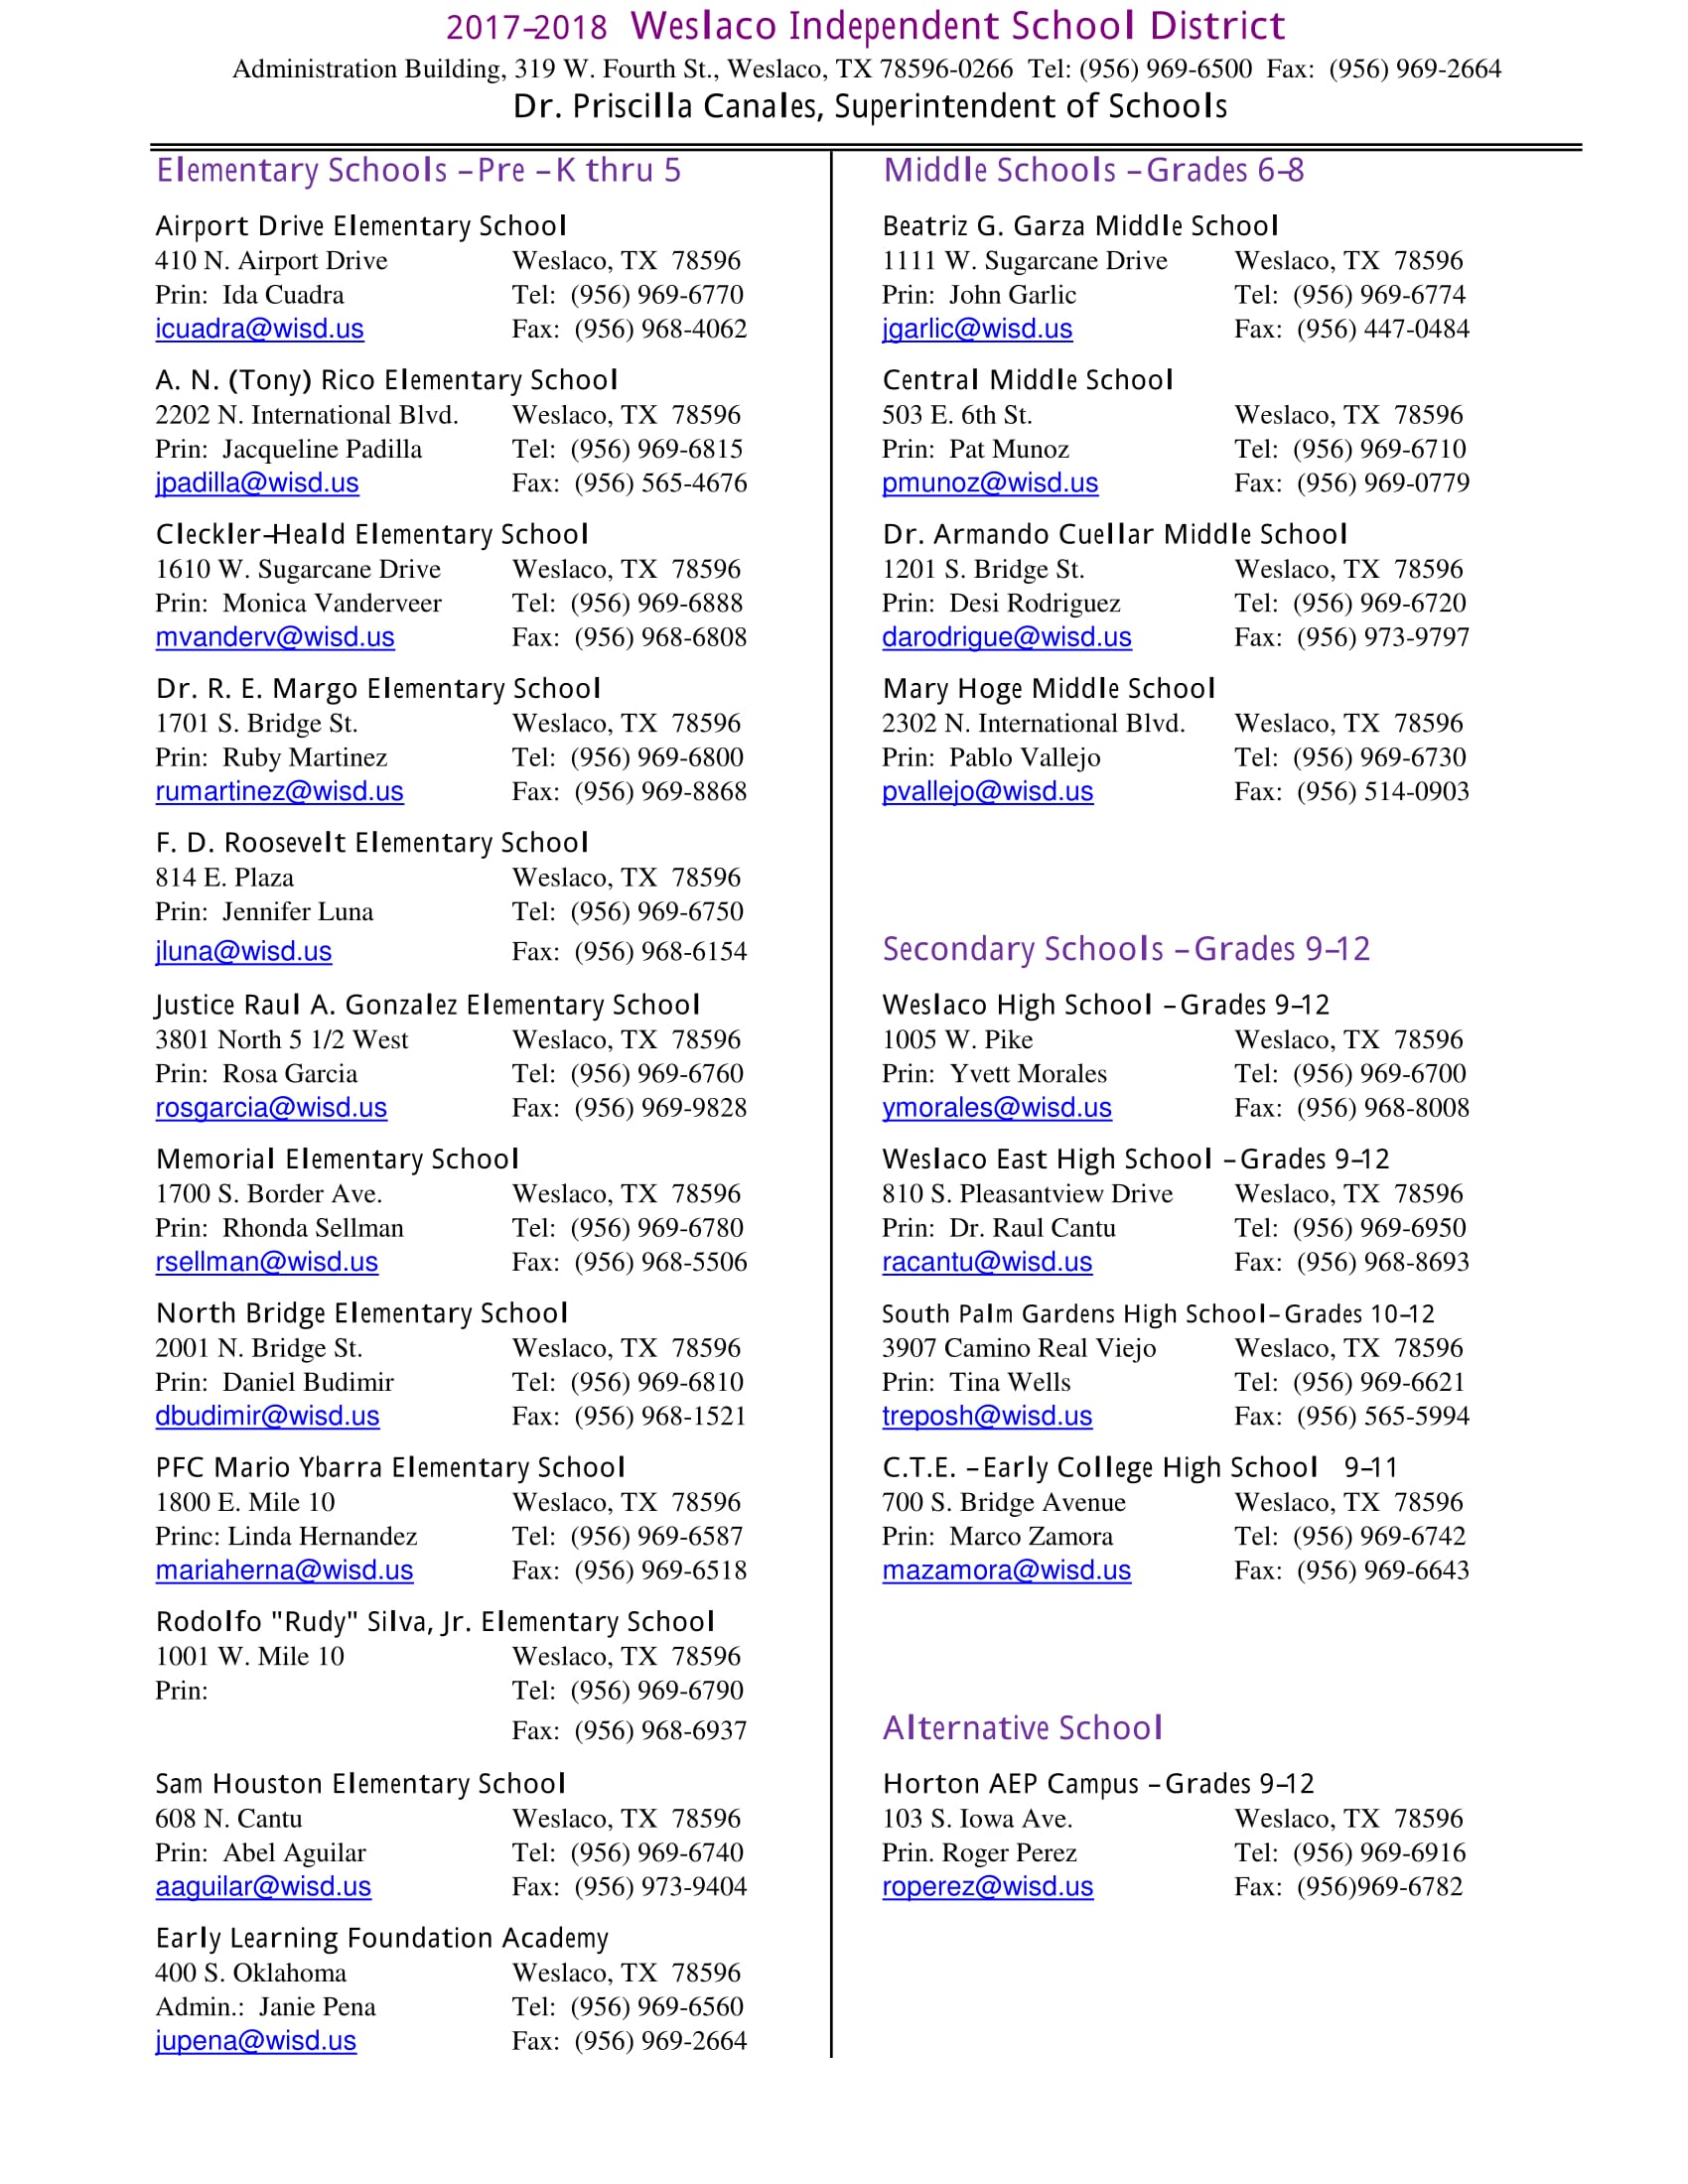 2017-2018 Weslaco Independent School District
Administration Building, 319 W. Fourth St., Weslaco, TX 78596-0266 Tel: (956) 969-6500 Fax: (956) 969-2664
Dr. Priscilla Canales, Superintendent of Schools
Elementary Schools – Pre – K thru 5
Airport Drive Elementary School
410 N. Airport Drive Weslaco, TX 78596
Prin: Ida Cuadra Tel: (956) 969-6770
icuadra@wisd.us Fax: (956) 968-4062
A. N. (Tony) Rico Elementary School
2202 N. International Blvd. Weslaco, TX 78596
Prin: Jacqueline Padilla Tel: (956) 969-6815
jpadilla@wisd.us Fax: (956) 565-4676
Cleckler-Heald Elementary School
1610 W. Sugarcane Drive Weslaco, TX 78596
Prin: Monica Vanderveer Tel: (956) 969-6888
mvanderv@wisd.us Fax: (956) 968-6808
Dr. R. E. Margo Elementary School
1701 S. Bridge St. Weslaco, TX 78596
Prin: Ruby Martinez Tel: (956) 969-6800
rumartinez@wisd.us Fax: (956) 969-8868
F. D. Roosevelt Elementary School
814 E. Plaza Weslaco, TX 78596
Prin: Jennifer Luna Tel: (956) 969-6750
jluna@wisd.us Fax: (956) 968-6154
Justice Raul A. Gonzalez Elementary School
3801 North 5 1/2 West Weslaco, TX 78596
Prin: Rosa Garcia Tel: (956) 969-6760
rosgarcia@wisd.us Fax: (956) 969-9828
Memorial Elementary School
1700 S. Border Ave. Weslaco, TX 78596
Prin: Rhonda Sellman Tel: (956) 969-6780
rsellman@wisd.us Fax: (956) 968-5506
North Bridge Elementary School
2001 N. Bridge St. Weslaco, TX 78596
Prin: Daniel Budimir Tel: (956) 969-6810
dbudimir@wisd.us Fax: (956) 968-1521
PFC Mario Ybarra Elementary School
1800 E. Mile 10 Weslaco, TX 78596
Princ: Linda Hernandez Tel: (956) 969-6587
mariaherna@wisd.us Fax: (956) 969-6518
Rodolfo "Rudy" Silva, Jr. Elementary School
1001 W. Mile 10 Weslaco, TX 78596
Prin: Tel: (956) 969-6790
Fax: (956) 968-6937
Sam Houston Elementary School
608 N. Cantu Weslaco, TX 78596
Prin: Abel Aguilar Tel: (956) 969-6740
aaguilar@wisd.us Fax: (956) 973-9404
Early Learning Foundation Academy
400 S. Oklahoma Weslaco, TX 78596
Admin.: Janie Pena Tel: (956) 969-6560
jupena@wisd.us Fax: (956) 969-2664
Middle Schools – Grades 6-8
Beatriz G. Garza Middle School
1111 W. Sugarcane Drive Weslaco, TX 78596
Prin: John Garlic Tel: (956) 969-6774
jgarlic@wisd.us Fax: (956) 447-0484
Central Middle School
503 E. 6th St. Weslaco, TX 78596
Prin: Pat Munoz Tel: (956) 969-6710
pmunoz@wisd.us Fax: (956) 969-0779
Dr. Armando Cuellar Middle School
1201 S. Bridge St. Weslaco, TX 78596
Prin: Desi Rodriguez Tel: (956) 969-6720
darodrigue@wisd.us Fax: (956) 973-9797
Mary Hoge Middle School
2302 N. International Blvd. Weslaco, TX 78596
Prin: Pablo Vallejo Tel: (956) 969-6730
pvallejo@wisd.us Fax: (956) 514-0903
Secondary Schools – Grades 9-12
Weslaco High School – Grades 9-12
1005 W. Pike Weslaco, TX 78596
Prin: Yvett Morales Tel: (956) 969-6700
ymorales@wisd.us Fax: (956) 968-8008
Weslaco East High School – Grades 9-12
810 S. Pleasantview Drive Weslaco, TX 78596
Prin: Dr. Raul Cantu Tel: (956) 969-6950
racantu@wisd.us Fax: (956) 968-8693
South Palm Gardens High School– Grades 10-12
3907 Camino Real Viejo Weslaco, TX 78596
Prin: Tina Wells Tel: (956) 969-6621
treposh@wisd.us Fax: (956) 565-5994
C.T.E. – Early College High School 9-11
700 S. Bridge Avenue Weslaco, TX 78596
Prin: Marco Zamora Tel: (956) 969-6742
mazamora@wisd.us Fax: (956) 969-6643
Alternative School
Horton AEP Campus – Grades 9-12
103 S. Iowa Ave. Weslaco, TX 78596
Prin. Roger Perez Tel: (956) 969-6916
roperez@wisd.us Fax: (956)969-6782